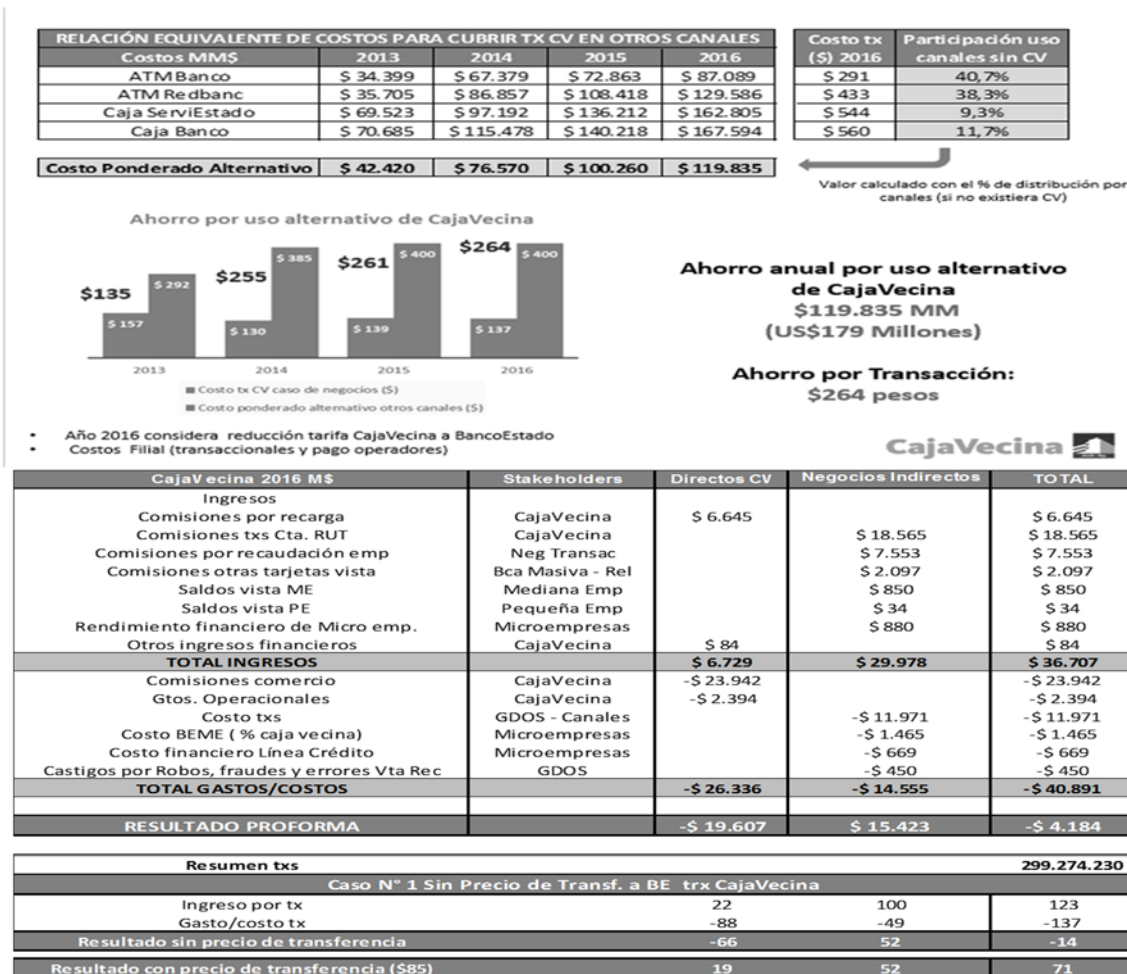 RELACIÓN EQUIVALENTE DE COSTOS PARA CUBRIR TX CV EN OTROS CANALES
Costos MM$ 2013 2014 2015 2016
ATM Banco $ 34.399 $ 67.379 $ 72.863 $ 87.089
ATM Redbanc $ 35.705 $ 86.857 $ 108.418 $ 129.586
Caja ServiEstado $ 69.523 $ 97.192 $ 136.212 $ 162.805
Caja Banco $ 70.685 $ 115.478 $ 140.218 $ 167.594
Costo Ponderado Alternativo $ 42.420 $ 76.570 $ 100.260 $ 119.835
Costo tx Participación uso
($) 2016 canales sin CV
$ 291 40,7%
$ 433 38,3%
$ 544 9,3%
$ 560 11,7%
Valor calculado con el % de distribución por
canales (si no existiera CV)
Ahorro por uso alternativo de CajaVecina
$135 $255 $261 $264
$ 292 $ 385 $ 400 $ 400
$ 157 $ 130 $ 139 $ 137
2013 2014 2015 2016
Costo tx CV caso de negocios ($)
Costo ponderado alternativo otros canales ($)
Ahorro anual por uso alternativo
de CajaVecina
$119.835 MM
(US$179 Millones)
Ahorro por Transacción:
$264 pesos
• Año 2016 considera reducción tarifa CajaVecina a BancoEstado
• Costos Filial (transaccionales y pago operadores)
CajaVecina
CajaVecina 2016 M$ Stakeholders Directos CV Negocios Indirectos TOTAL
Ingresos
Comisiones por recarga CajaVecina $ 6.645 $ 6.645
Comisiones txs Cta. RUT CajaVecina $ 18.565 $ 18.565
Comisiones por recaudación emp Neg Transac $ 7.553 $ 7.553
Comisiones otras tarjetas vista Bca Masiva - Rel $ 2.097 $ 2.097
Saldos vista ME Mediana Emp $ 850 $ 850
Saldos vista PE Pequeña Emp $ 34 $ 34
Rendimiento financiero de Micro emp. Microempresas $ 880 $ 880
Otros ingresos financieros CajaVecina $ 84 $ 84
TOTAL INGRESOS $ 6.729 $ 29.978 $ 36.707
Comisiones comercio CajaVecina -$ 23.942 -$ 23.942
Gtos. Operacionales CajaVecina -$ 2.394 -$ 2.394
Costo txs GDOS - Canales -$ 11.971 -$ 11.971
Costo BEME ( % caja vecina) Microempresas -$ 1.465 -$ 1.465
Costo financiero Línea Crédito Microempresas -$ 669 -$ 669
Castigos por Robos, fraudes y errores Vta Rec GDOS -$ 450 -$ 450
TOTAL GASTOS/COSTOS -$ 26.336 -$ 14.555 -$ 40.891
RESULTADO PROFORMA -$ 19.607 $ 15.423 -$ 4.184
Resumen txs 299.274.230
Caso N° 1 Sin Precio de Transf. a BE trx CajaVecina
Ingreso por tx 22 100 123
Gasto/costo tx -88 -49 -137
Resultado sin precio de transferencia -66 52 -14
Resultado con precio de transferencia ($85) 19 52 71